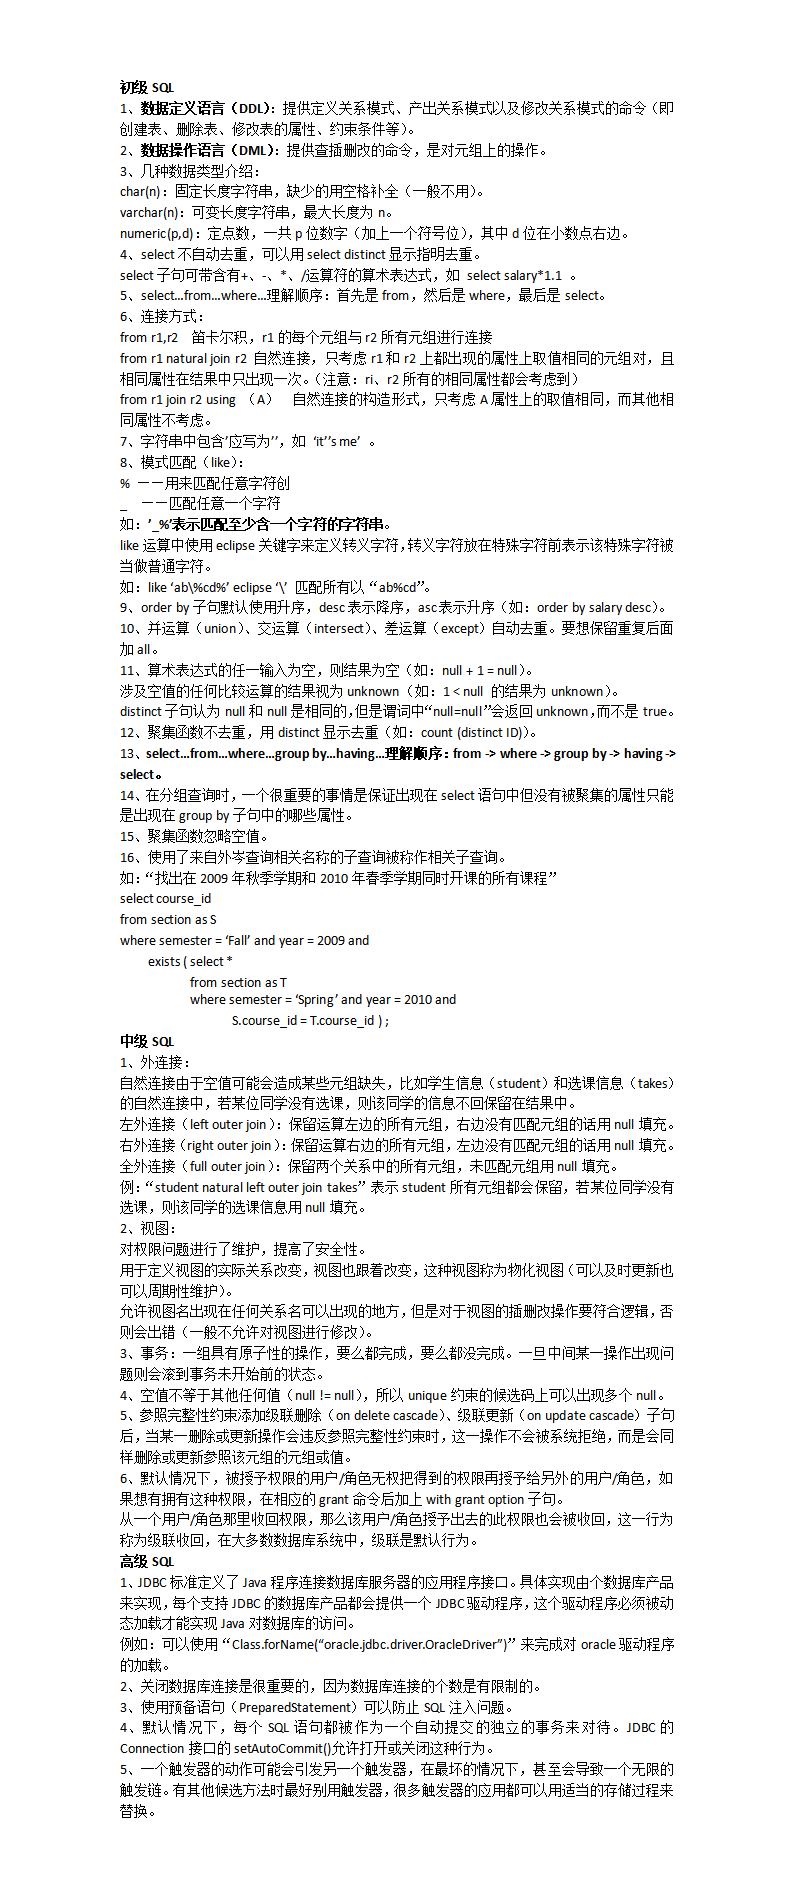 初级 SQL
1、数据定义语言（DDL）：提供定义关系模式、产出关系模式以及修改关系模式的命令（即
创建表、删除表、修改表的属性、约束条件等）。
2、数据操作语言（DML）：提供查插删改的命令，是对元组上的操作。
3、几种数据类型介绍：
char(n)：固定长度字符串，缺少的用空格补全（一般不用）。
varchar(n)：可变长度字符串，最大长度为 n。
numeric(p,d)：定点数，一共 p 位数字（加上一个符号位），其中 d 位在小数点右边。
4、select 不自动去重，可以用 select distinct 显示指明去重。
select 子句可带含有+、-、*、/运算符的算术表达式，如 select salary*1.1 。
5、select…from…where…理解顺序：首先是 from，然后是 where，最后是 select。
6、连接方式：
from r1,r2 笛卡尔积，r1 的每个元组与 r2 所有元组进行连接
from r1 natural join r2 自然连接，只考虑 r1 和 r2 上都出现的属性上取值相同的元组对，且
相同属性在结果中只出现一次。（注意：ri、r2 所有的相同属性都会考虑到）
from r1 join r2 using （A） 自然连接的构造形式，只考虑 A 属性上的取值相同，而其他相
同属性不考虑。
7、字符串中包含’应写为’’，如 ‘it’’s me’ 。
8、模式匹配（like）：
% ——用来匹配任意字符创
_ ——匹配任意一个字符
如：’_%’表示匹配至少含一个字符的字符串。
like 运算中使用 eclipse 关键字来定义转义字符，转义字符放在特殊字符前表示该特殊字符被
当做普通字符。
如：like ‘ab\%cd%’ eclipse ‘\’ 匹配所有以“ab%cd”。
9、order by 子句默认使用升序，desc 表示降序，asc 表示升序（如：order by salary desc）。
10、并运算（union）、交运算（intersect）、差运算（except）自动去重。要想保留重复后面
加 all。
11、算术表达式的任一输入为空，则结果为空（如：null + 1 = null）。
涉及空值的任何比较运算的结果视为 unknown（如：1 < null 的结果为 unknown）。
distinct 子句认为 null 和 null 是相同的，但是谓词中“null=null”会返回 unknown，而不是 true。
12、聚集函数不去重，用 distinct 显示去重（如：count (distinct ID)）。
13、select…from…where…group by…having…理解顺序：from -> where -> group by -> having ->
select。
14、在分组查询时，一个很重要的事情是保证出现在 select 语句中但没有被聚集的属性只能
是出现在 group by 子句中的哪些属性。
15、聚集函数忽略空值。
16、使用了来自外岑查询相关名称的子查询被称作相关子查询。
如：“找出在 2009 年秋季学期和 2010 年春季学期同时开课的所有课程”
select course_id
from section as S
where semester = ‘Fall’ and year = 2009 and
exists ( select *
from section as T
where semester = ‘Spring’ and year = 2010 and
S.course_id = T.course_id ) ;
中级 SQL
1、外连接：
自然连接由于空值可能会造成某些元组缺失，比如学生信息（student）和选课信息（takes）
的自然连接中，若某位同学没有选课，则该同学的信息不回保留在结果中。
左外连接（left outer join）：保留运算左边的所有元组，右边没有匹配元组的话用 null 填充。
右外连接（right outer join）：保留运算右边的所有元组，左边没有匹配元组的话用 null 填充。
全外连接（full outer join）：保留两个关系中的所有元组，未匹配元组用 null 填充。
例：“student natural left outer join takes”表示 student 所有元组都会保留，若某位同学没有
选课，则该同学的选课信息用 null 填充。
2、视图：
对权限问题进行了维护，提高了安全性。
用于定义视图的实际关系改变，视图也跟着改变，这种视图称为物化视图（可以及时更新也
可以周期性维护）。
允许视图名出现在任何关系名可以出现的地方，但是对于视图的插删改操作要符合逻辑，否
则会出错（一般不允许对视图进行修改）。
3、事务：一组具有原子性的操作，要么都完成，要么都没完成。一旦中间某一操作出现问
题则会滚到事务未开始前的状态。
4、空值不等于其他任何值（null != null），所以 unique 约束的候选码上可以出现多个 null。
5、参照完整性约束添加级联删除（on delete cascade）、级联更新（on update cascade）子句
后，当某一删除或更新操作会违反参照完整性约束时，这一操作不会被系统拒绝，而是会同
样删除或更新参照该元组的元组或值。
6、默认情况下，被授予权限的用户/角色无权把得到的权限再授予给另外的用户/角色，如
果想有拥有这种权限，在相应的 grant 命令后加上 with grant option 子句。
从一个用户/角色那里收回权限，那么该用户/角色授予出去的此权限也会被收回，这一行为
称为级联收回，在大多数数据库系统中，级联是默认行为。
高级 SQL
1、JDBC 标准定义了 Java 程序连接数据库服务器的应用程序接口。具体实现由个数据库产品
来实现，每个支持 JDBC 的数据库产品都会提供一个 JDBC 驱动程序，这个驱动程序必须被动
态加载才能实现 Java 对数据库的访问。
例如：可以使用“Class.forName(“oracle.jdbc.driver.OracleDriver”)”来完成对 oracle 驱动程序
的加载。
2、关闭数据库连接是很重要的，因为数据库连接的个数是有限制的。
3、使用预备语句（PreparedStatement）可以防止 SQL 注入问题。
4、默认情况下，每个 SQL 语句都被作为一个自动提交的独立的事务来对待。JDBC 的
Connection 接口的 setAutoCommit()允许打开或关闭这种行为。
5、一个触发器的动作可能会引发另一个触发器，在最坏的情况下，甚至会导致一个无限的
触发链。有其他候选方法时最好别用触发器，很多触发器的应用都可以用适当的存储过程来
替换。